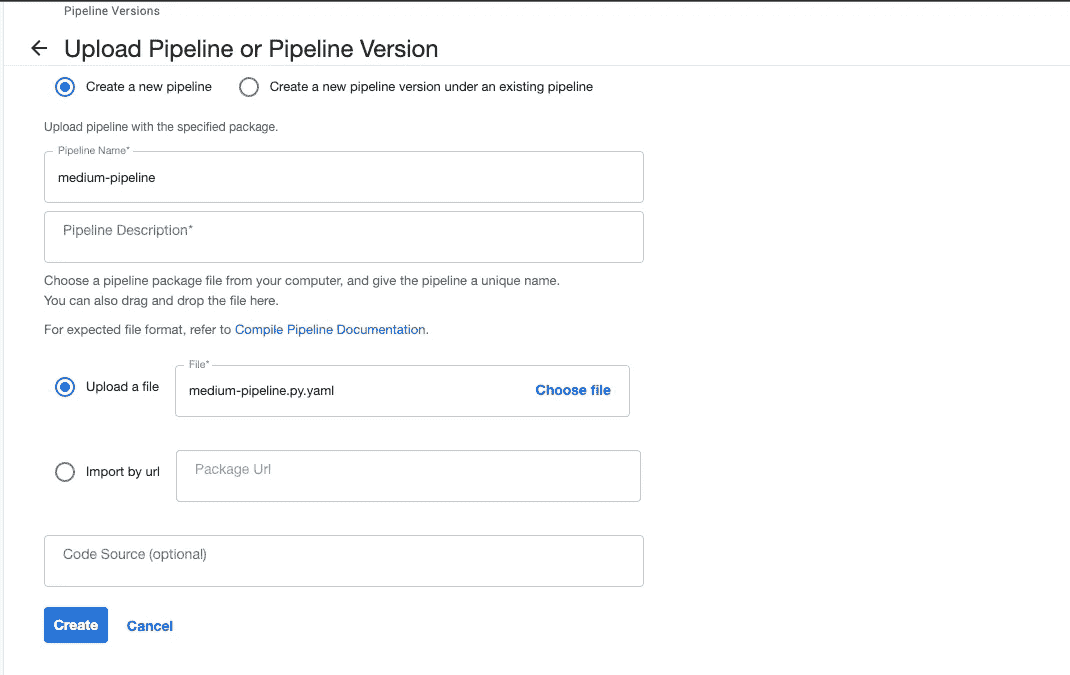 Pipeline Versions
Upload Pipeline or Pipeline Version
Create a new pipeline Create a new pipeline version under an existing pipeline
Upload pipeline with the specified package.
Pipeline Name*
medium-pipeline
Pipeline Description*
Choose a pipeline package file from your computer, and give the pipeline a unique name.
You can also drag and drop the file here.
For expected file format, refer to Compile Pipeline Documentation.
File*
Upload a file medium-pipeline.py.yaml Choose file
Import by url Package Url
Code Source (optional)
Create Cancel